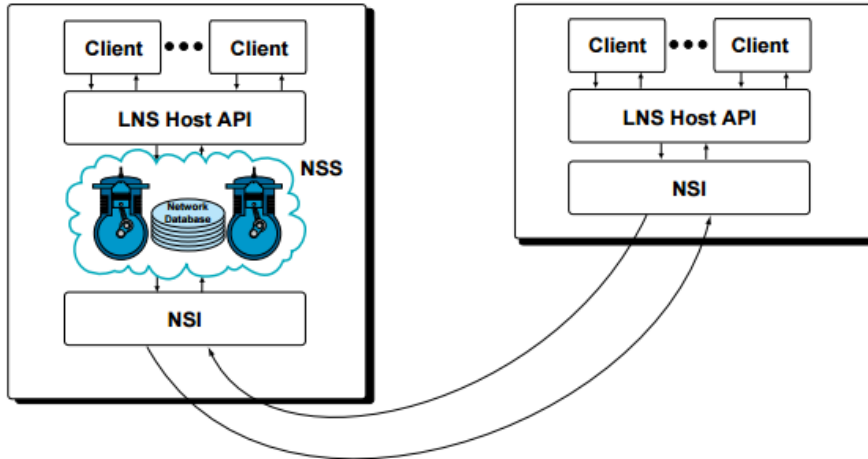 Client
Client
LNS Host API
NSS
Network
Database
NSI
Client
Client
LNS Host API
NSI